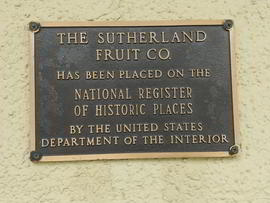 THE SUTHERLAND
FRUIT CO.
HAS BEEN PLACED ON THE
NATIONAL REGISTER
OF HISTORIC PLACES
BY THE UNITED STATES
DEPARTMENT OF THE INTERIOR